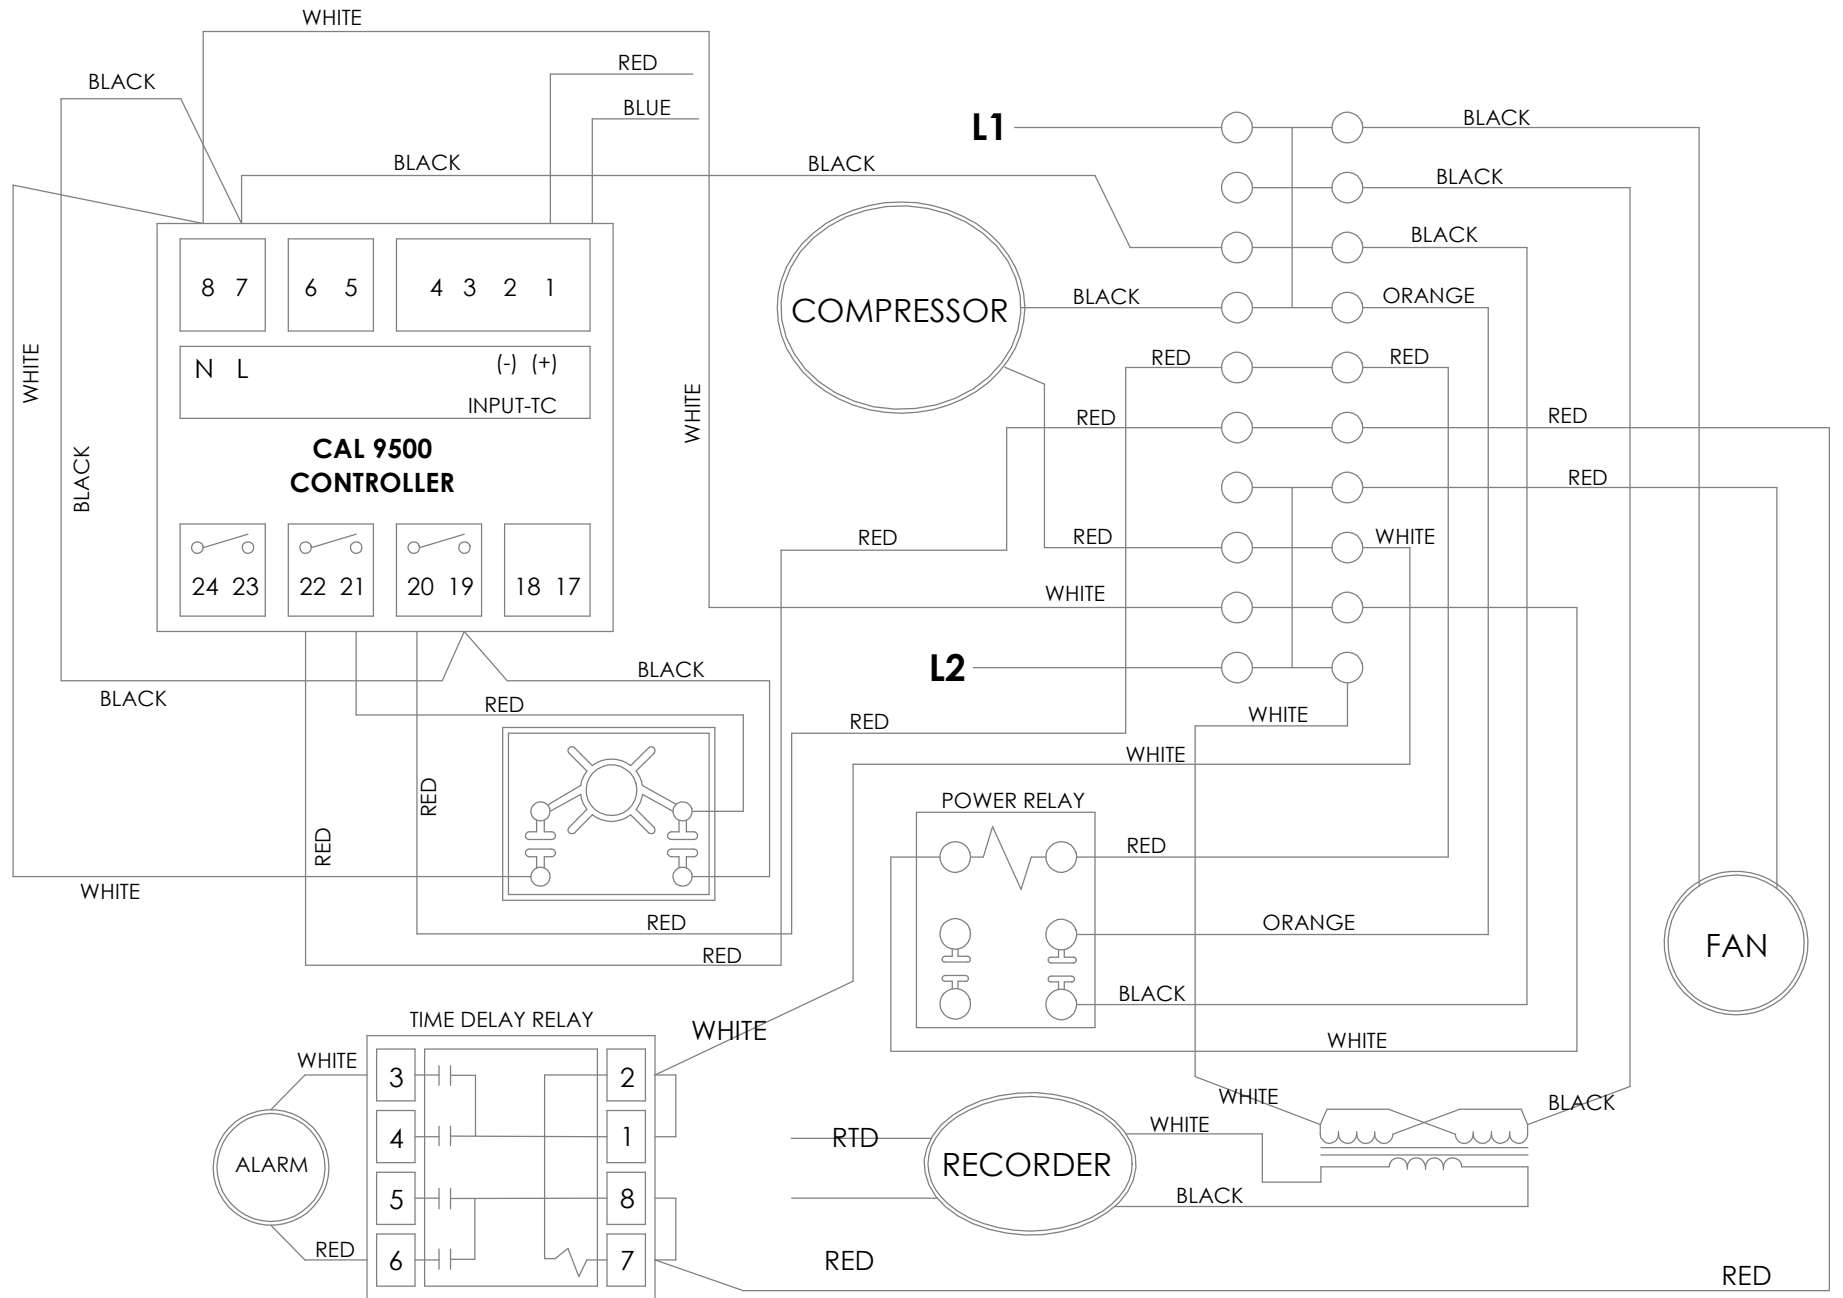 WHITE
RED
BLACK
BLUE
L1
BLACK
BLACK
BLACK
BLACK
BLACK
8 7 6 5 4 3 2 1
COMPRESSOR
BLACK
ORANGE
N L (-) (+)
INPUT-TC
WHITE
WHITE
RED
RED
RED
RED
CAL 9500
CONTROLLER
BLACK
RED
RED
RED
WHITE
24 23 22 21 20 19 18 17
WHITE
L2
BLACK
BLACK
RED
RED
WHITE
WHITE
RED
RED
POWER RELAY
RED
WHITE
RED
ORANGE
RED
FAN
BLACK
TIME DELAY RELAY
WHITE
WHITE
WHITE
3 2
WHITE
BLACK
4 1
RTD
WHITE
ALARM
RECORDER
5 8
BLACK
RED
6 7
RED
RED